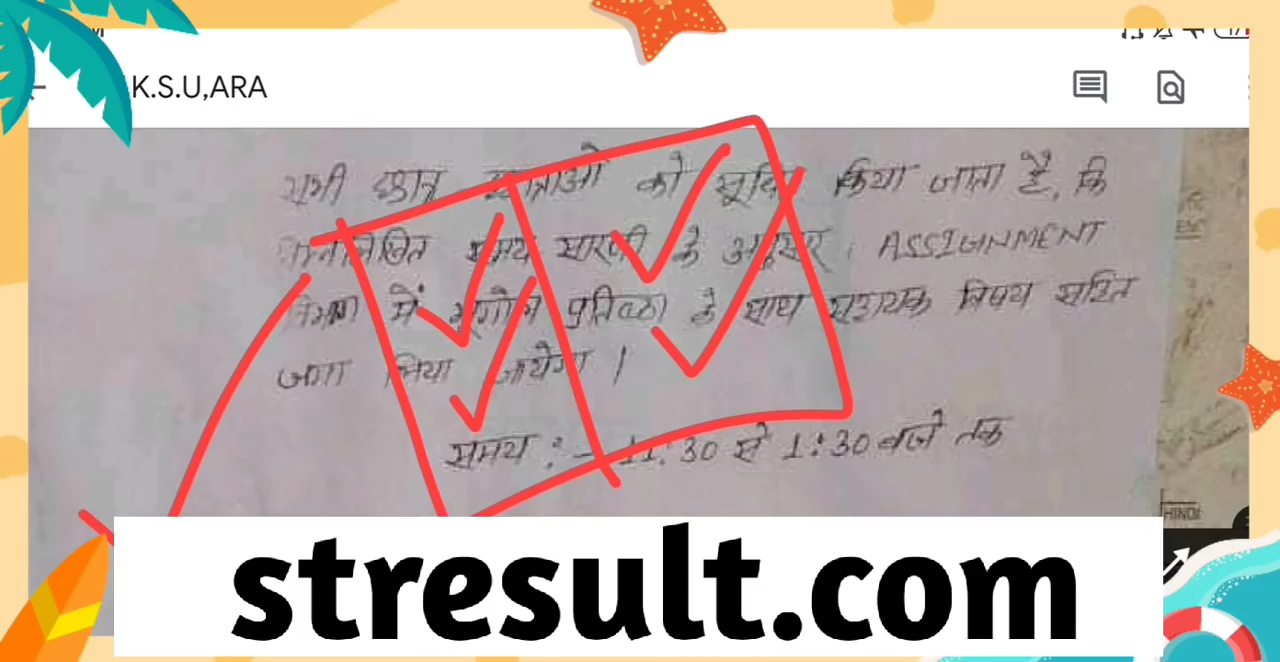 K.S.U,ARA
सभी छात्र छात्राओं को सूचित किया जाता है, कि
निम्नलिखित समय सारणी के अनुसार, ASSIGNMENT
विभाग में भूगोल प्रतिष्ठा के साथ सहायक विषय सहित
जमा लिया जायेगा ।
समय :- 11:30 से 1:30 बजे तक
HINDI
stresult.com